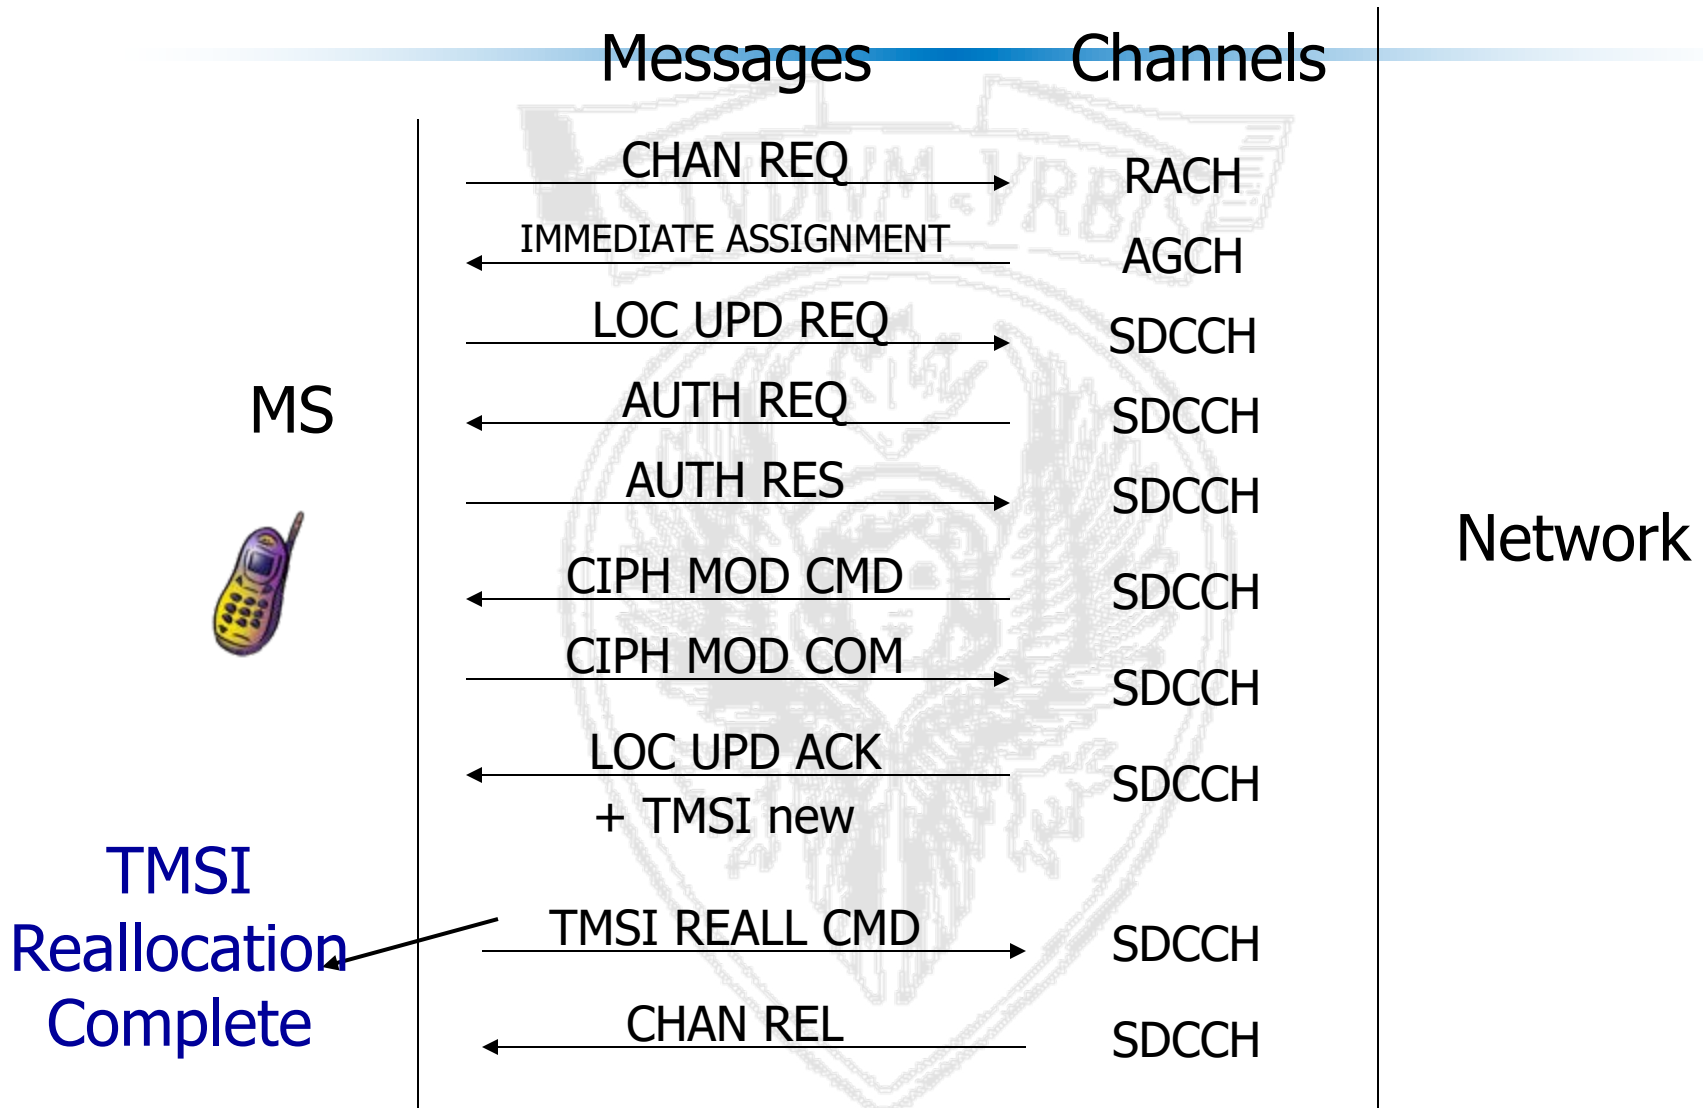 Messages Channels
CHAN REQ RACH
IMMEDIATE ASSIGNMENT AGCH
LOC UPD REQ SDCCH
MS
AUTH REQ SDCCH
AUTH RES SDCCH
Network
CIPH MOD CMD SDCCH
CIPH MOD COM SDCCH
LOC UPD ACK SDCCH
+ TMSI new
TMSI
Reallocation
Complete
TMSI REALL CMD SDCCH
CHAN REL SDCCH